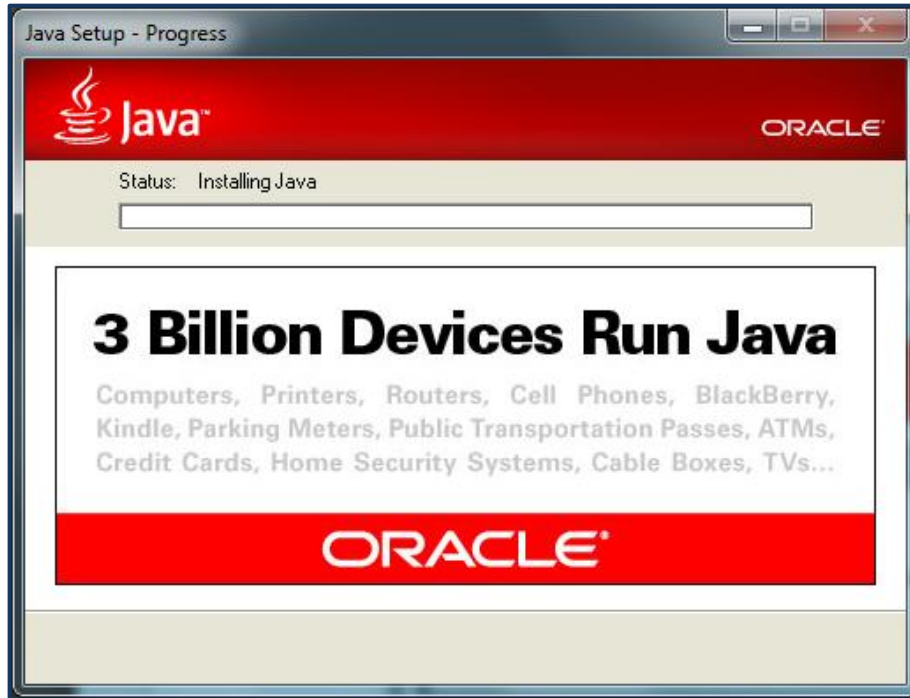 Java Setup - Progress
Java™
ORACLE®
Status: Installing Java
3 Billion Devices Run Java
Computers, Printers, Routers, Cell Phones, BlackBerry,
Kindle, Parking Meters, Public Transportation Passes, ATMs,
Credit Cards, Home Security Systems, Cable Boxes, TVs...
ORACLE®